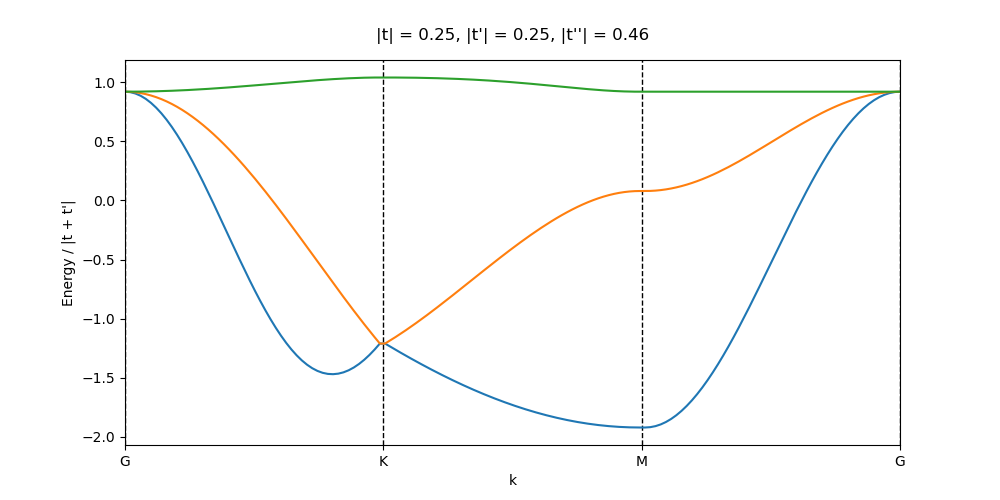 |t| = 0.25, |t'| = 0.25, |t''| = 0.46
Energy / |t + t'|
1.0
0.5
0.0
−0.5
−1.0
−1.5
−2.0
G K M G
k